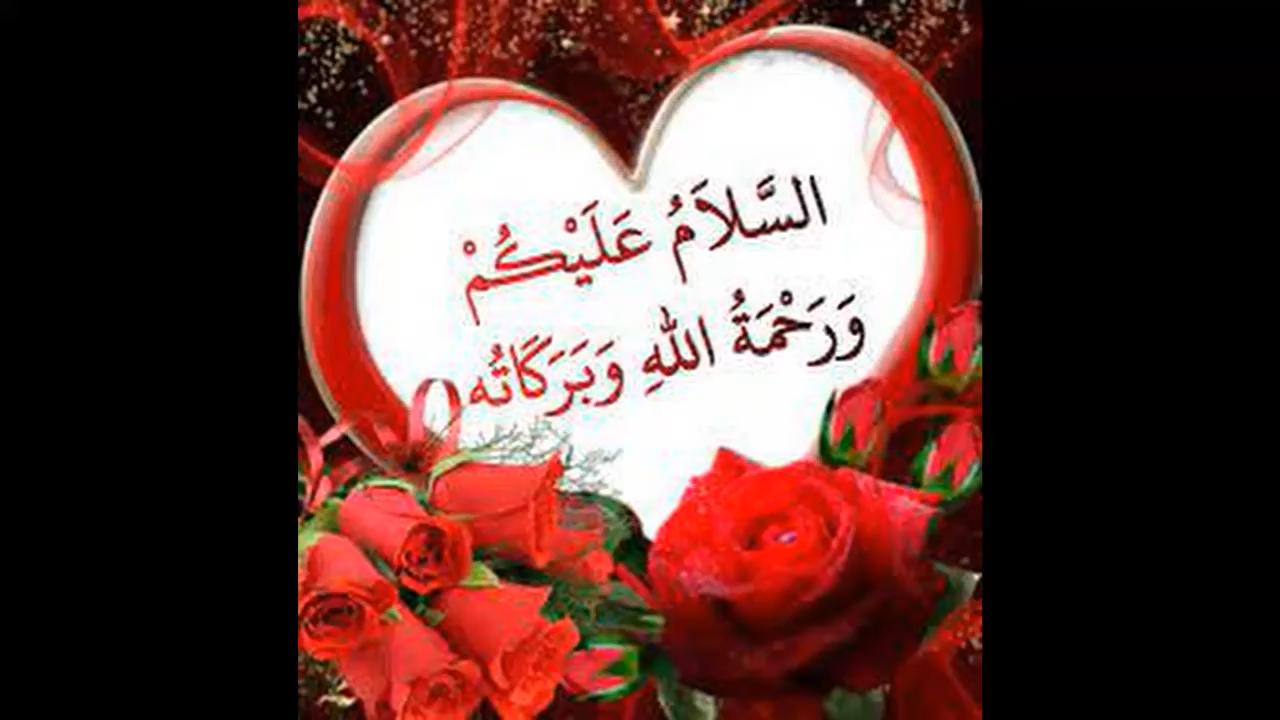 السَّلاَمُ عَلَيْكُمْ
وَرَحْمَةُ اللهِ وَبَرَكَاتُه